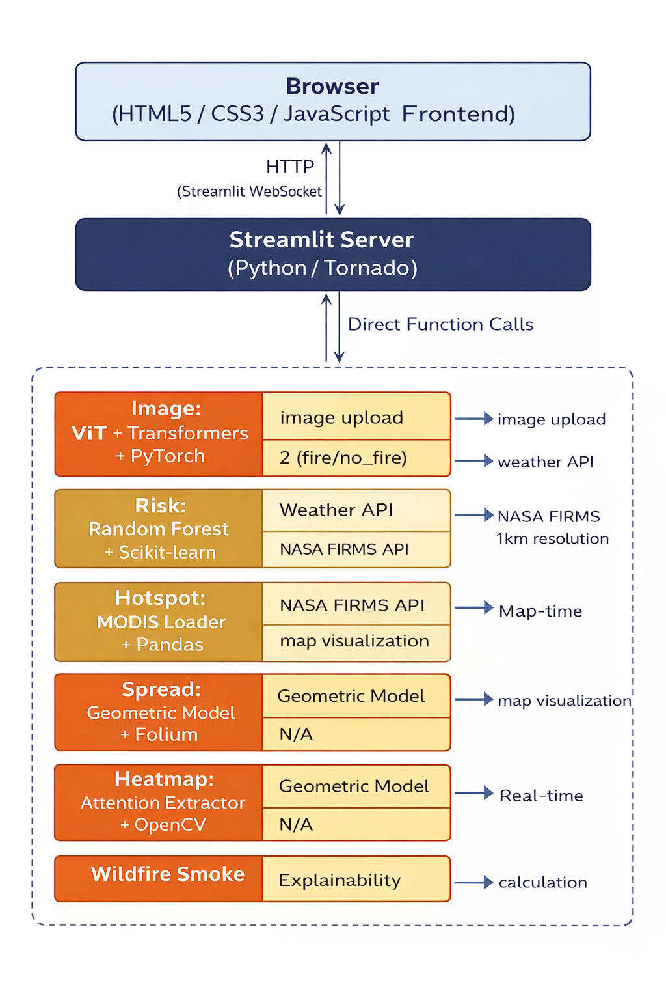 Browser
(HTML5 / CSS3 / JavaScript Frontend)
HTTP
(Streamlit WebSocket
Streamlit Server
(Python / Tornado)
Direct Function Calls
Image:
ViT + Transformers
+ PyTorch
image upload
2 (fire/no_fire)
image upload
weather API
Risk:
Random Forest
+ Scikit-learn
Weather API
NASA FIRMS API
NASA FIRMS
1km resolution
Hotspot:
MODIS Loader
+ Pandas
NASA FIRMS API
map visualization
Map-time
Spread:
Geometric Model
+ Folium
Geometric Model
N/A
map visualization
Heatmap:
Attention Extractor
+ OpenCV
Geometric Model
N/A
Real-time
Wildfire Smoke
Explainability
calculation